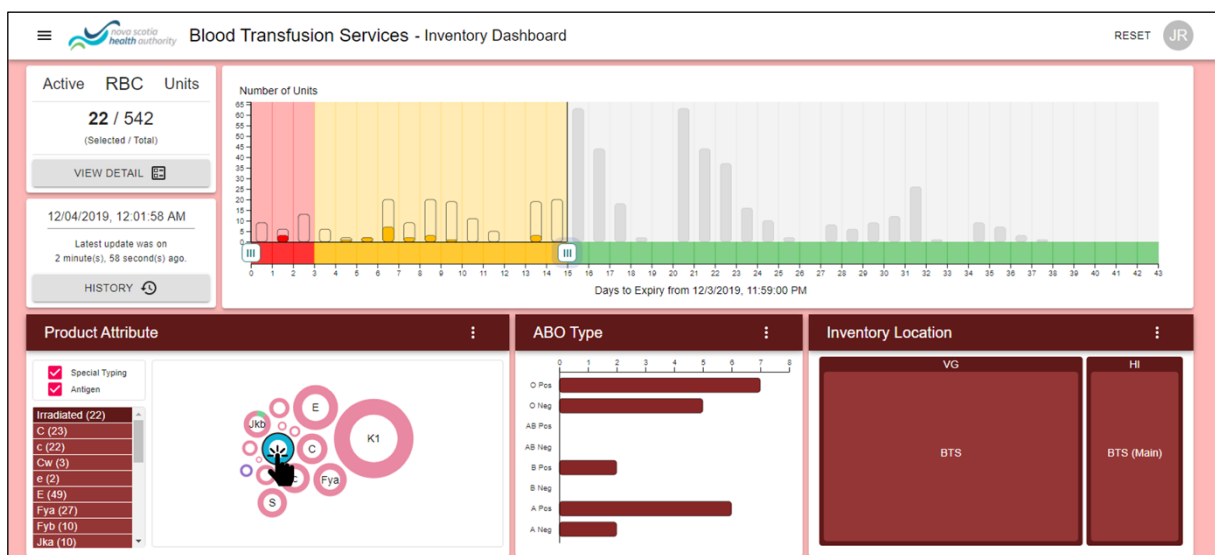 nova scotia
health authority
Blood Transfusion Services - Inventory Dashboard
RESET
JR
Active RBC Units
22 / 542
(Selected / Total)
VIEW DETAIL
12/04/2019, 12:01:58 AM
Latest update was on
2 minute(s), 58 second(s) ago.
HISTORY
Number of Units
65
60
55
50
45
40
35
30
25
20
15
10
5
0
0 1 2 3 4 5 6 7 8 9 10 11 12 13 14 15 16 17 18 19 20 21 22 23 24 25 26 27 28 29 30 31 32 33 34 35 36 37 38 39 40 41 42 43
Days to Expiry from 12/3/2019, 11:59:00 PM
Product Attribute
Special Typing
Antigen
Irradiated (22)
C (23)
c (22)
Cw (3)
e (2)
E (49)
Fya (27)
Fyb (10)
Jka (10)
E
Jkb
K1
C
c
Fya
S
ABO Type
0 1 2 3 4 5 6 7 8
O Pos
O Neg
AB Pos
AB Neg
B Pos
B Neg
A Pos
A Neg
Inventory Location
VG
HI
BTS
BTS (Main)